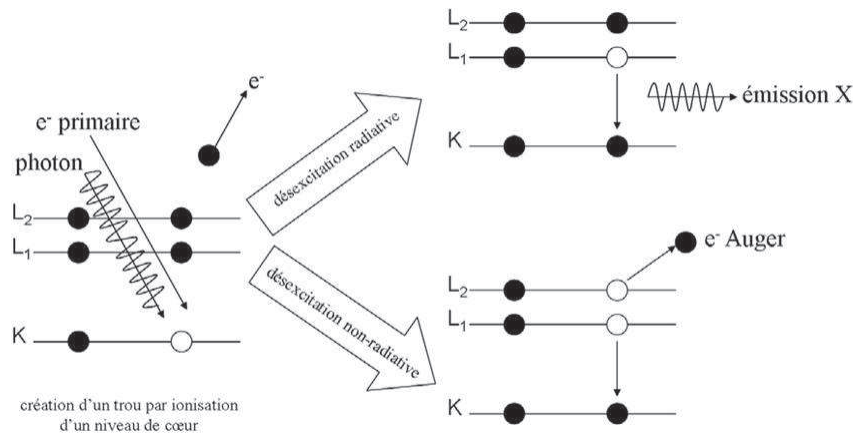 e⁻ primaire
photon
e⁻
L₂
L₁
K
création d'un trou par ionisation
d'un niveau de cœur
désexcitation radiative
désexcitation non-radiative
L₂
L₁
émission X
K
e⁻ Auger
L₂
L₁
K